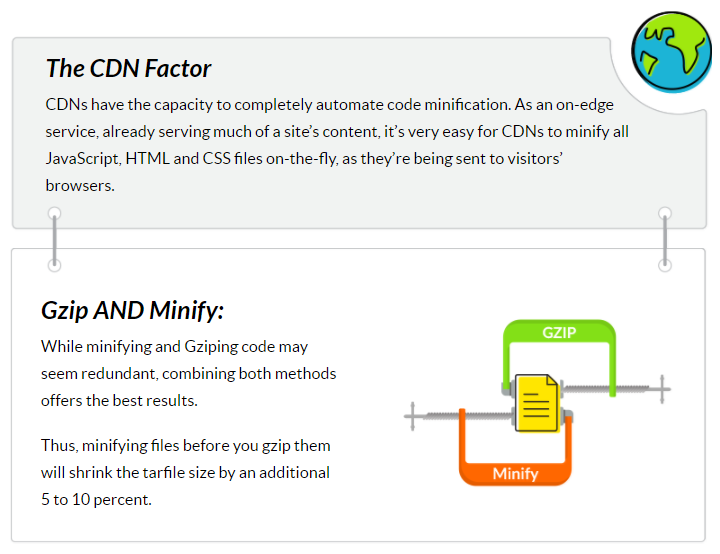 The CDN Factor
CDNs have the capacity to completely automate code minification. As an on-edge
service, already serving much of a site’s content, it’s very easy for CDNs to minify all
JavaScript, HTML and CSS files on-the-fly, as they’re being sent to visitors’
browsers.
Gzip AND Minify:
While minifying and Gziping code may
seem redundant, combining both methods
offers the best results.
Thus, minifying files before you gzip them
will shrink the tarfile size by an additional
5 to 10 percent.
GZIP
Minify